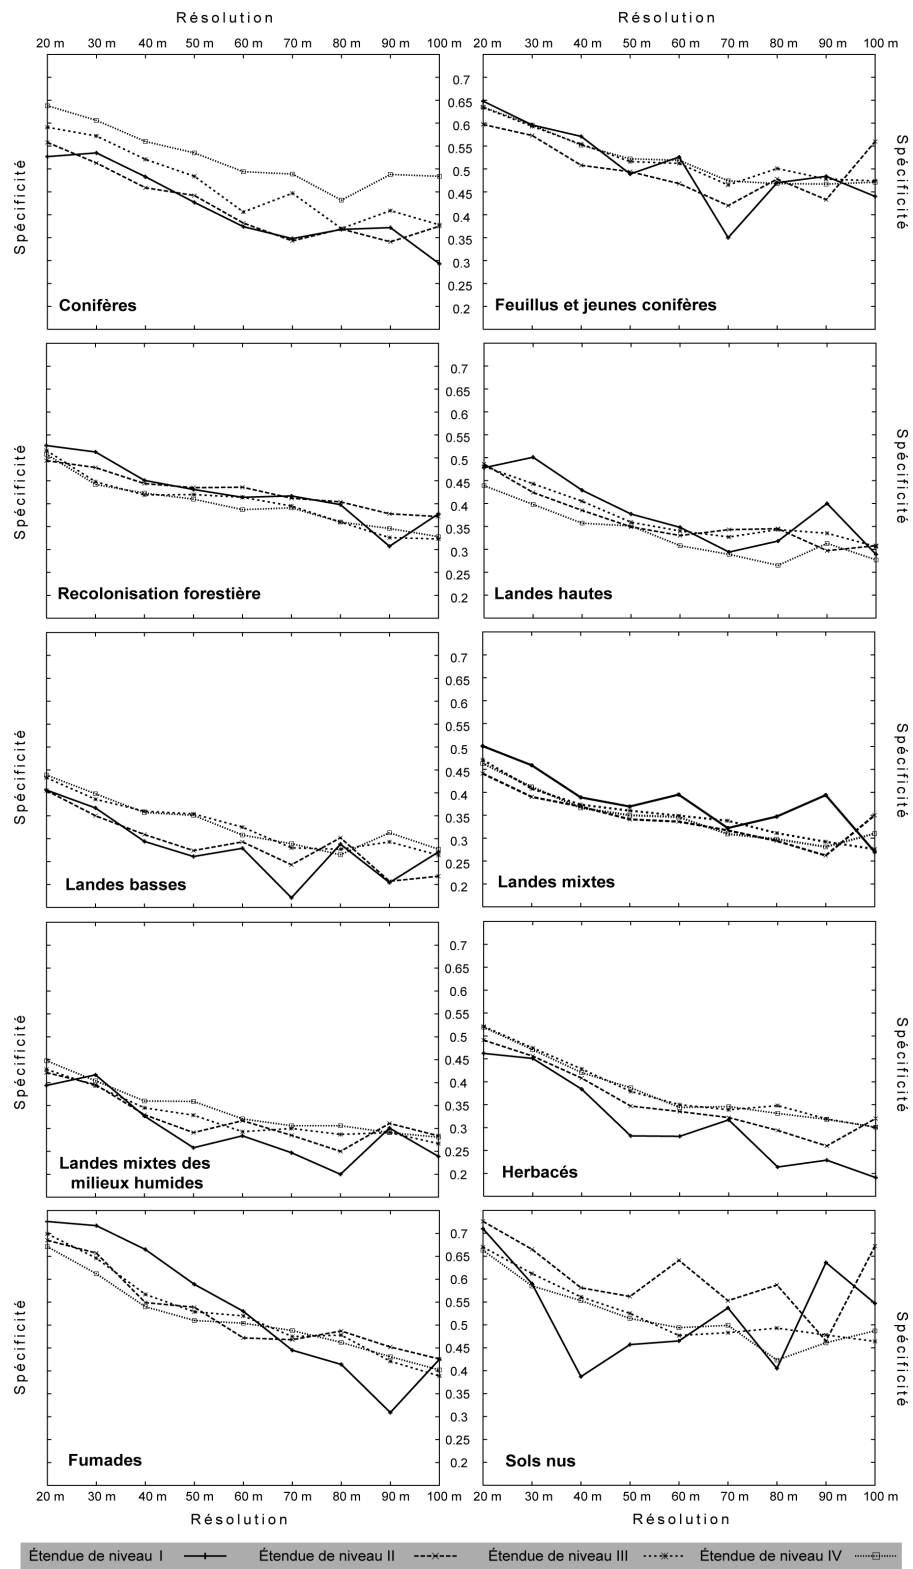 Résolution Résolution
20 m 30 m 40 m 50 m 60 m 70 m 80 m 90 m 100 m 20 m 30 m 40 m 50 m 60 m 70 m 80 m 90 m 100 m
Spécificité
0.7
0.65
0.6
0.55
0.5
0.45
0.4
0.35
0.3
0.25
0.2
Spécificité
Conifères
Feuillus et jeunes conifères
Spécificité
0.7
0.65
0.6
0.55
0.5
0.45
0.4
0.35
0.3
0.25
0.2
Spécificité
Recolonisation forestière
Landes hautes
Spécificité
0.7
0.65
0.6
0.55
0.5
0.45
0.4
0.35
0.3
0.25
0.2
Spécificité
Landes basses
Landes mixtes
Spécificité
0.7
0.65
0.6
0.55
0.5
0.45
0.4
0.35
0.3
0.25
0.2
Spécificité
Landes mixtes des
milieux humides
Herbacés
Spécificité
0.7
0.65
0.6
0.55
0.5
0.45
0.4
0.35
0.3
0.25
0.2
Spécificité
Fumades
Sols nus
20 m 30 m 40 m 50 m 60 m 70 m 80 m 90 m 100 m 20 m 30 m 40 m 50 m 60 m 70 m 80 m 90 m 100 m
Résolution Résolution
Étendue de niveau I Étendue de niveau II Étendue de niveau III Étendue de niveau IV